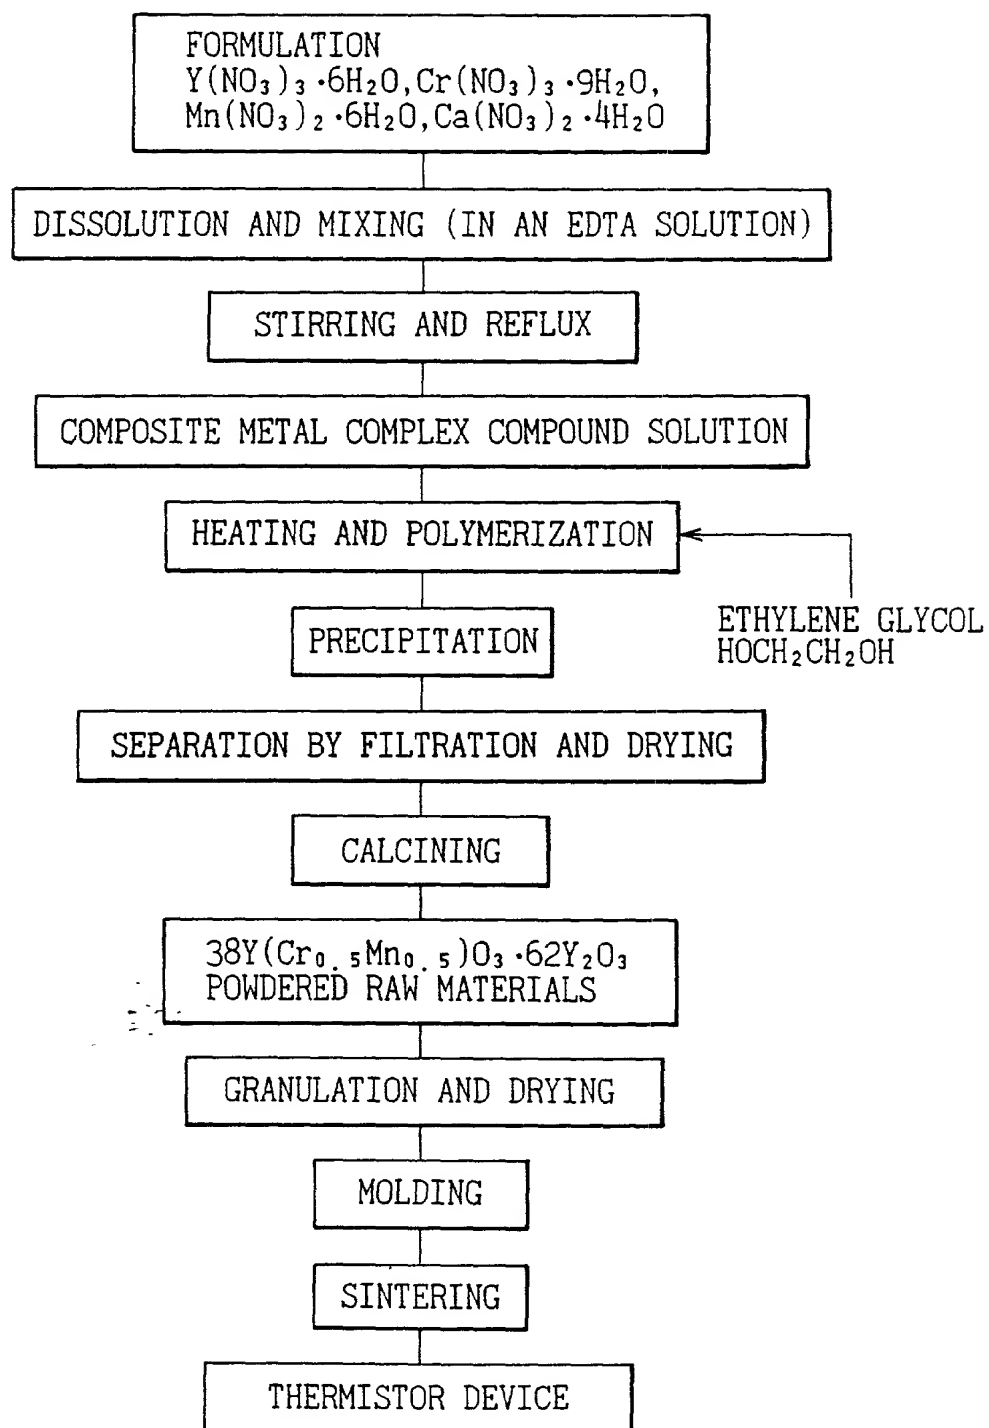 FORMULATION
Y(NO₃)₃·6H₂O,Cr(NO₃)₃·9H₂O,
Mn(NO₃)₂·6H₂O,Ca(NO₃)₂·4H₂O
DISSOLUTION AND MIXING (IN AN EDTA SOLUTION)
STIRRING AND REFLUX
COMPOSITE METAL COMPLEX COMPOUND SOLUTION
HEATING AND POLYMERIZATION
ETHYLENE GLYCOL
HOCH₂CH₂OH
PRECIPITATION
SEPARATION BY FILTRATION AND DRYING
CALCINING
38Y(Cr₀.₅Mn₀.₅)O₃·62Y₂O₃
POWDERED RAW MATERIALS
GRANULATION AND DRYING
MOLDING
SINTERING
THERMISTOR DEVICE